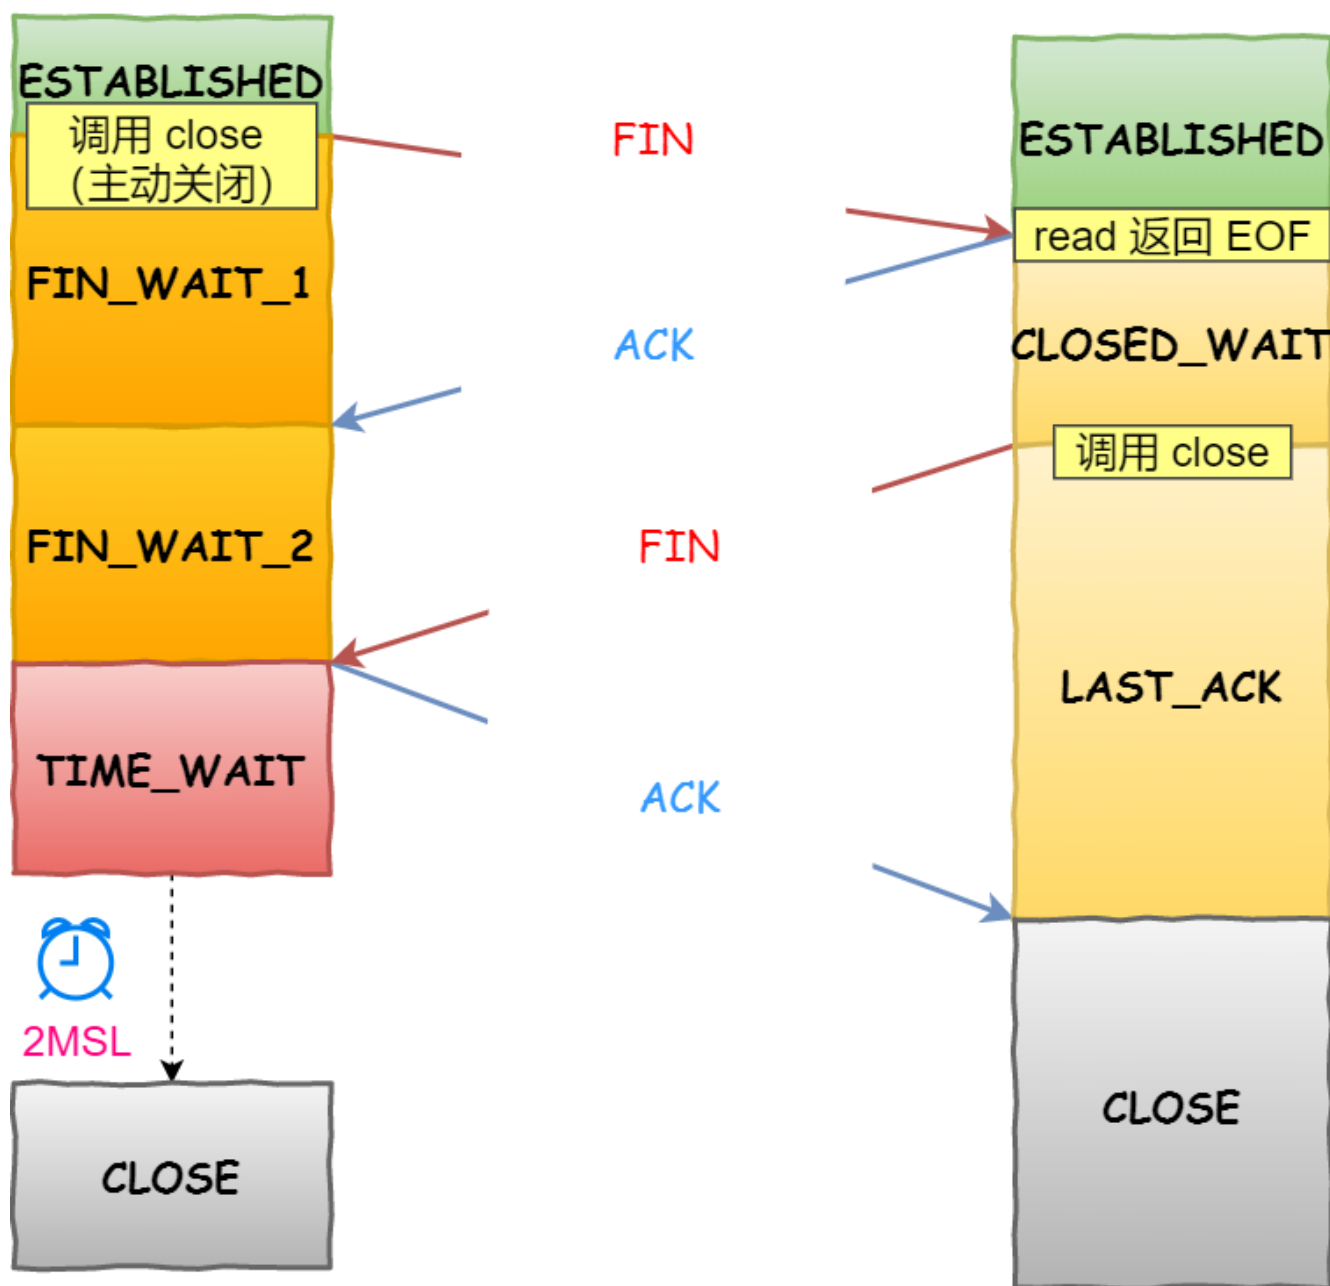 ESTABLISHED
调用 close
（主动关闭）
FIN
ESTABLISHED
read 返回 EOF
FIN_WAIT_1
ACK
CLOSED_WAIT
调用 close
FIN_WAIT_2
FIN
LAST_ACK
TIME_WAIT
ACK
2MSL
CLOSE
CLOSE